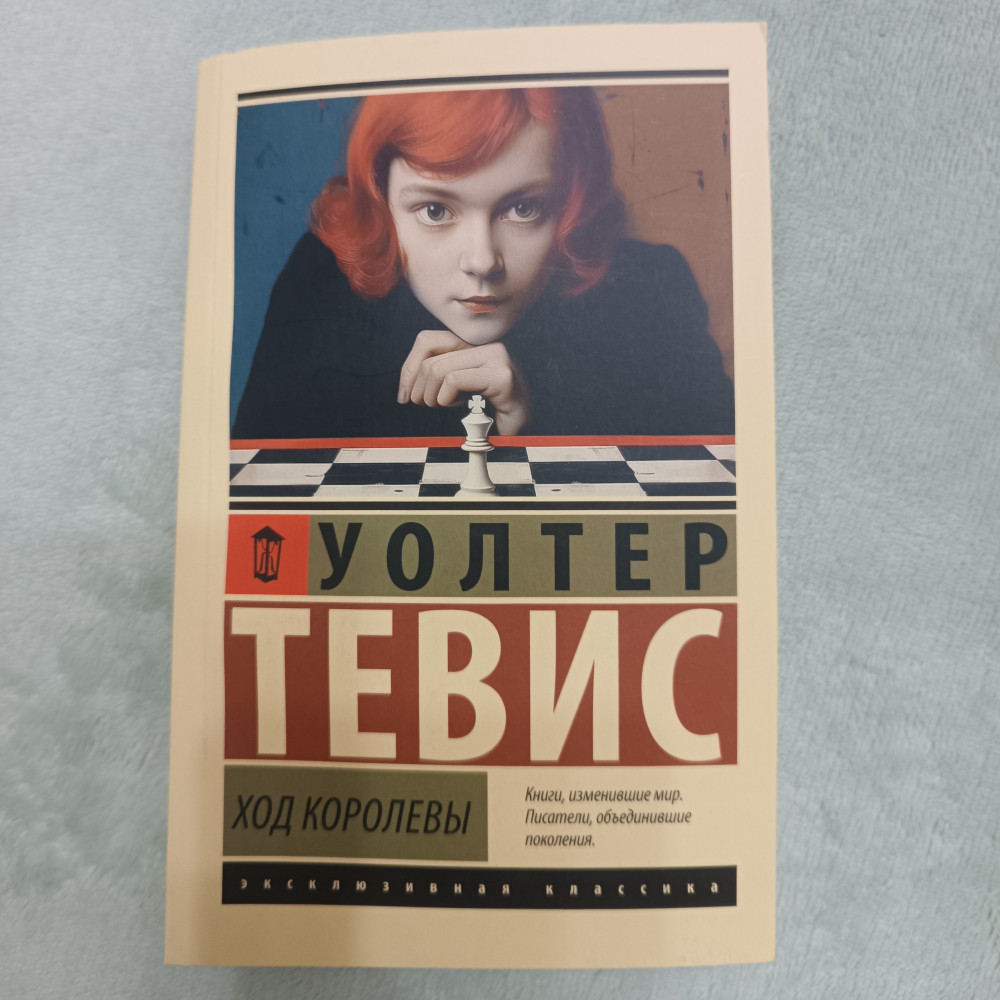 УОЛТЕР
ТЕВИС
ХОД КОРОЛЕВЫ
Книги, изменившие мир.
Писатели, объединившие
поколения.
эксклюзивная классика